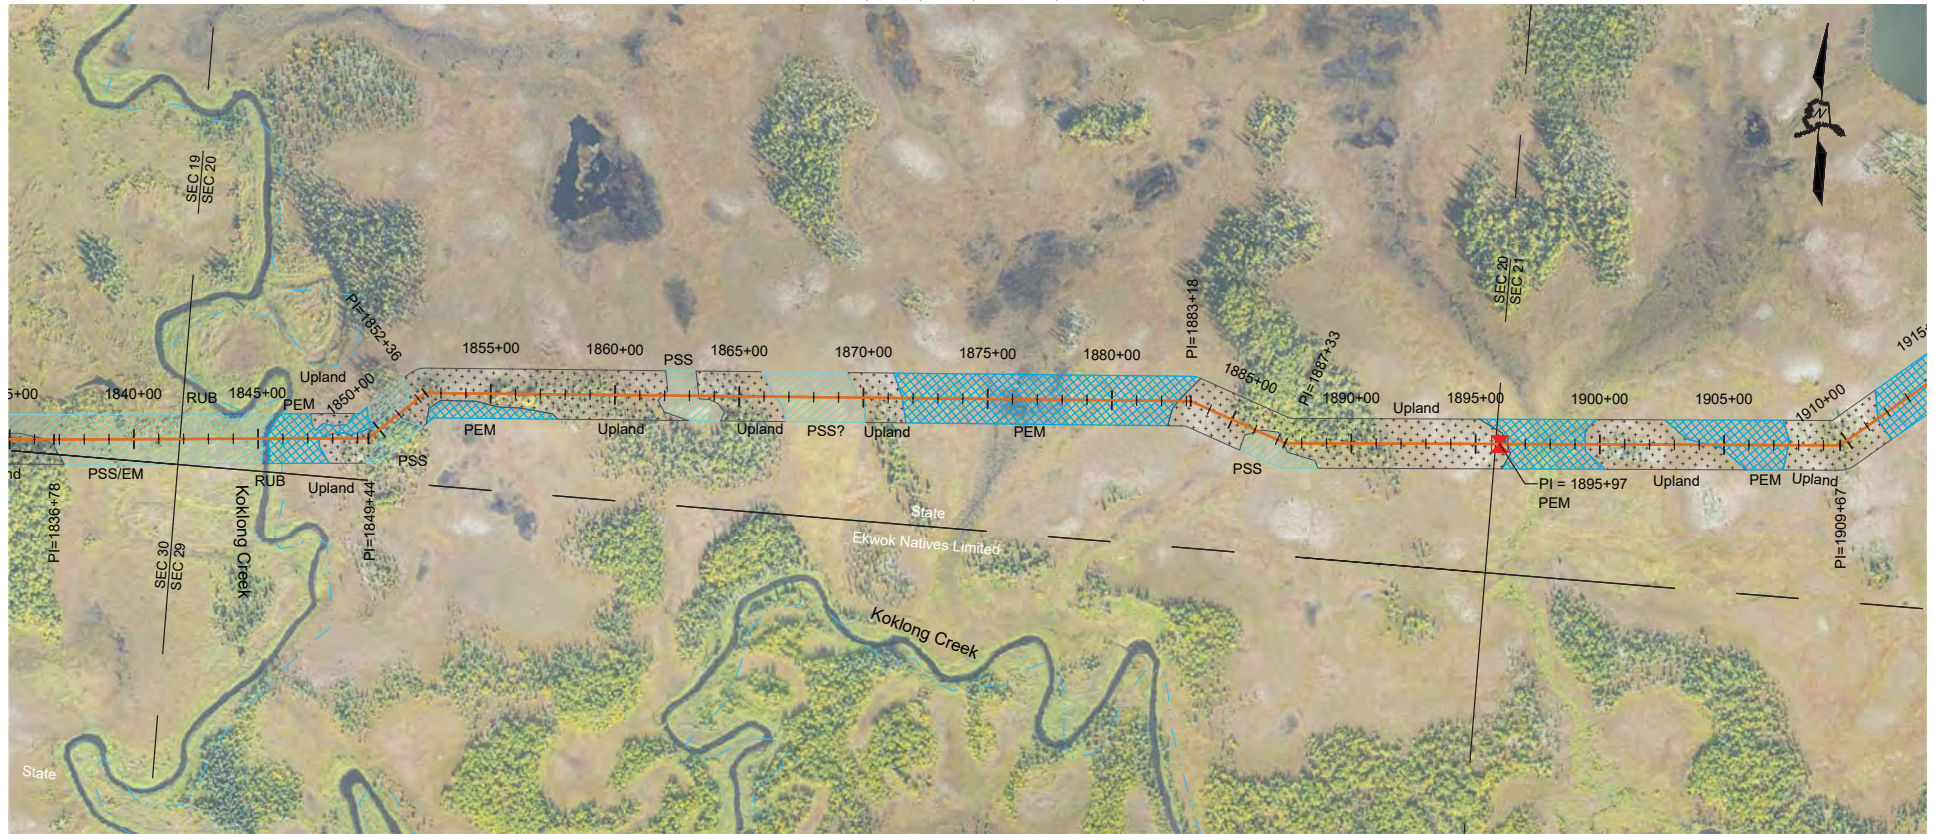 SEC 19
SEC 20
N
PI=1852+36
PI=1883+18
SEC 20
SEC 21
PI=1887+33
1915+
5+00
1840+00
RUB
1845+00
PEM
Upland
1850+00
1855+00
1860+00
PSS
1865+00
1870+00
1875+00
1880+00
1885+00
1890+00
Upland
1895+00
1900+00
1905+00
1910+00
nd
PSS/EM
RUB
Upland
PSS
PEM
Upland
Upland
PSS?
Upland
PEM
PSS
PI = 1895+97
PEM
Upland
PEM
Upland
PI=1836+78
PI=1849+44
PI=1909+67
SEC 30
SEC 29
Koklong Creek
State
Ekwok Natives Limited
Koklong Creek
State